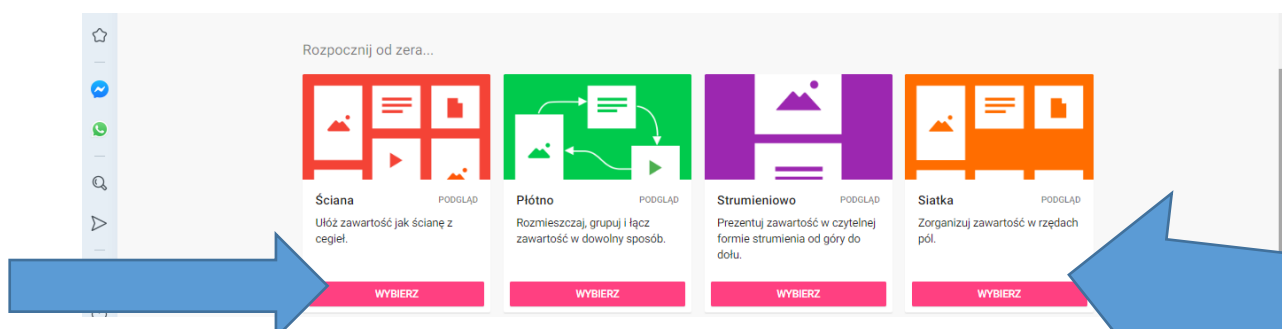 Rozpocznij od zera...
Ściana PODGLĄD
Ułóż zawartość jak ścianę z
cegieł.
WYBIERZ
Płótno PODGLĄD
Rozmieszczaj, grupuj i łącz
zawartość w dowolny sposób.
WYBIERZ
Strumieniowo PODGLĄD
Prezentuj zawartość w czytelnej
formie strumienia od góry do
dołu.
WYBIERZ
Siatka PODGLĄD
Zorganizuj zawartość w rzędach
pól.
WYBIERZ